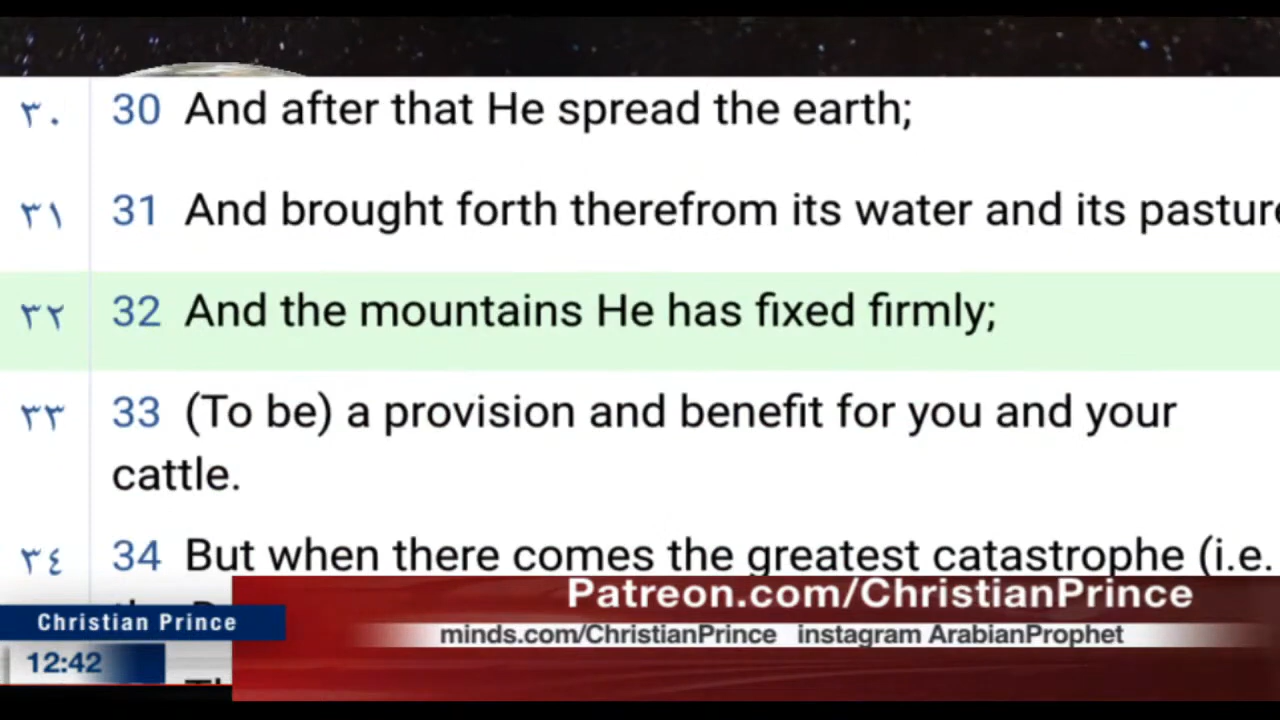 ٣٠ 30 And after that He spread the earth;
٣١ 31 And brought forth therefrom its water and its pasture
٣٢ 32 And the mountains He has fixed firmly;
٣٣ 33 (To be) a provision and benefit for you and your
cattle.
٣٤ 34 But when there comes the greatest catastrophe (i.e.
Patreon.com/ChristianPrince
Christian Prince
minds.com/ChristianPrince instagram ArabianProphet
12:42